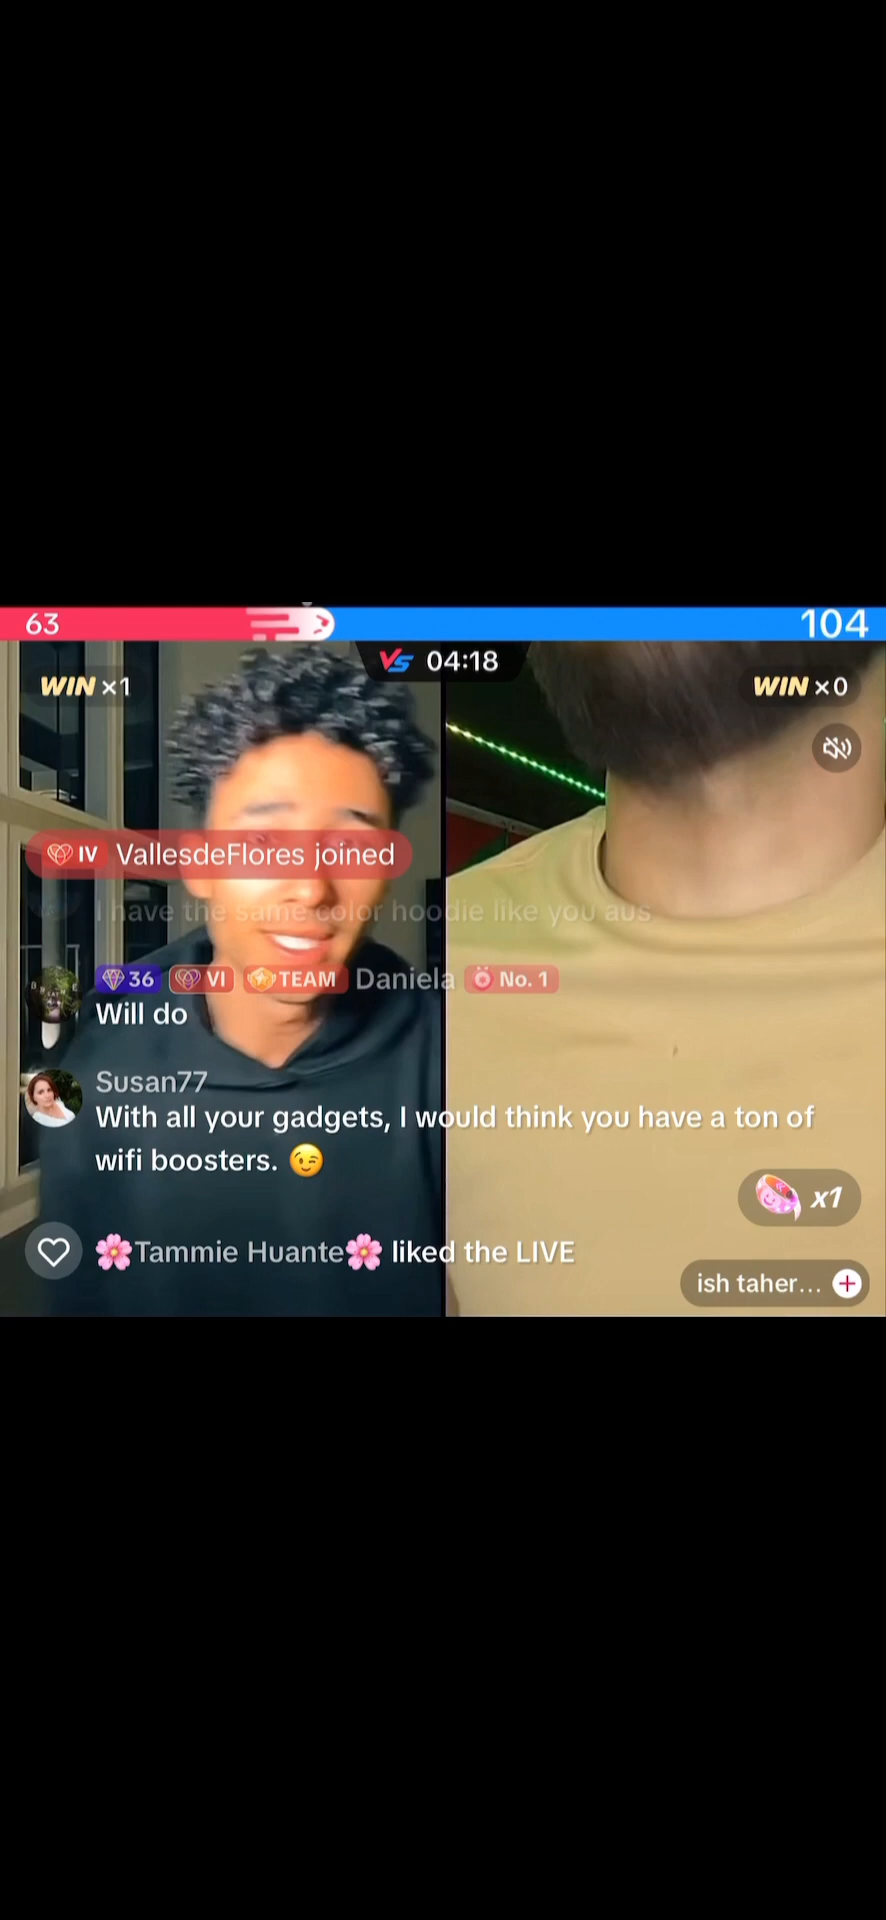 63
104
VS 04:18
WIN x1
WIN x0
IV VallesdeFlores joined
I have the same color hoodie like you aus
36 VI TEAM Daniela No. 1
Will do
Susan77
With all your gadgets, I would think you have a ton of
wifi boosters. 😉
x1
🌸Tammie Huante🌸 liked the LIVE
ish taher...